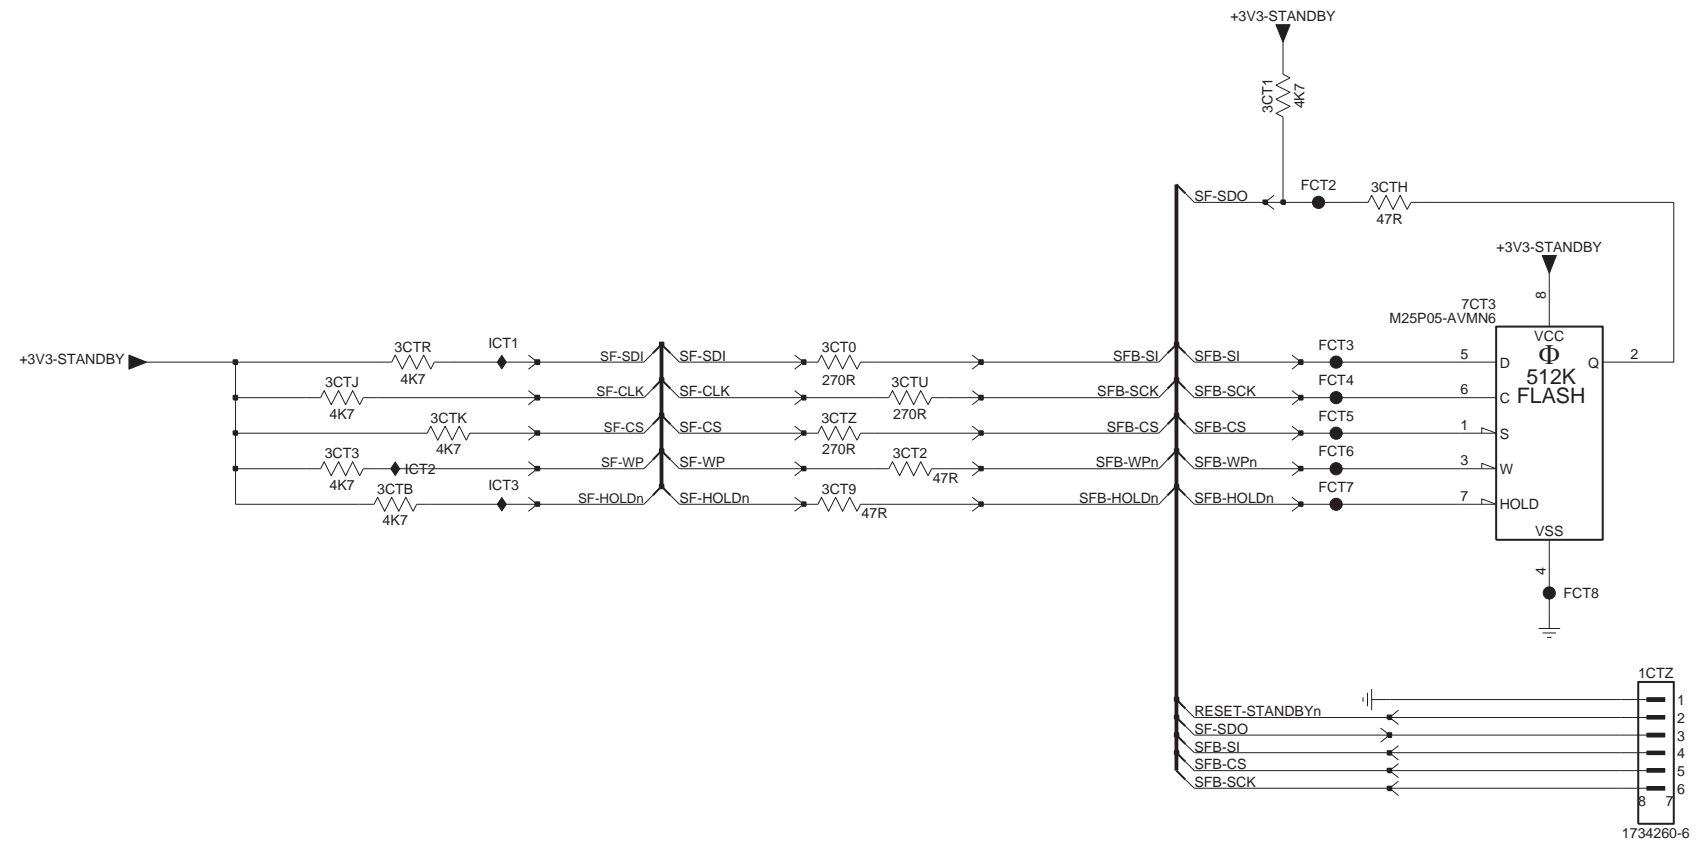 +3V3-STANDBY
3CT1
4K7
SF-SDO
FCT2
3CTH
47R
+3V3-STANDBY
8
7CT3
M25P05-AVMN6
VCC
Φ
512K
FLASH
Q
2
+3V3-STANDBY
3CTR
4K7
ICT1
SF-SDI
SF-SDI
3CT0
270R
SFB-SI
SFB-SI
FCT3
5
D
3CTJ
4K7
SF-CLK
SF-CLK
3CTU
270R
SFB-SCK
SFB-SCK
FCT4
6
C
3CTK
4K7
SF-CS
SF-CS
3CTZ
270R
SFB-CS
SFB-CS
FCT5
1
S
3CT3
4K7
ICT2
SF-WP
SF-WP
3CT2
47R
SFB-WPn
SFB-WPn
FCT6
3
W
3CTB
4K7
ICT3
SF-HOLDn
SF-HOLDn
3CT9
47R
SFB-HOLDn
SFB-HOLDn
FCT7
7
HOLD
VSS
4
FCT8
1CTZ
1
RESET-STANDBYn
2
SF-SDO
3
SFB-SI
4
SFB-CS
5
SFB-SCK
6
8
7
1734260-6